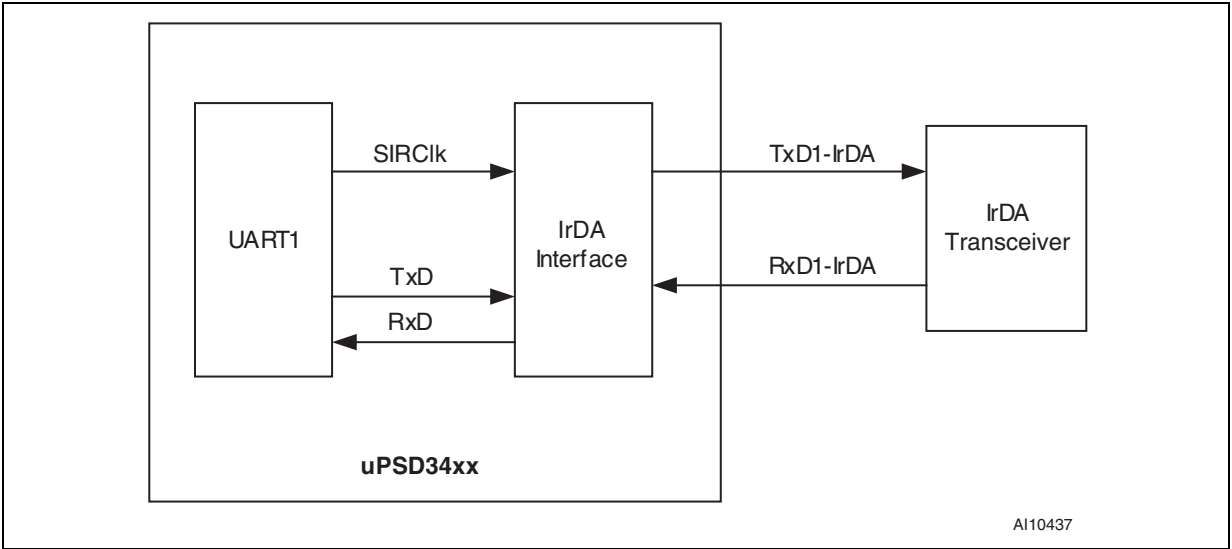 SIRClk
TxD1-IrDA
UART1
IrDA
Interface
IrDA
Transceiver
TxD
RxD1-IrDA
RxD
uPSD34xx
AI10437